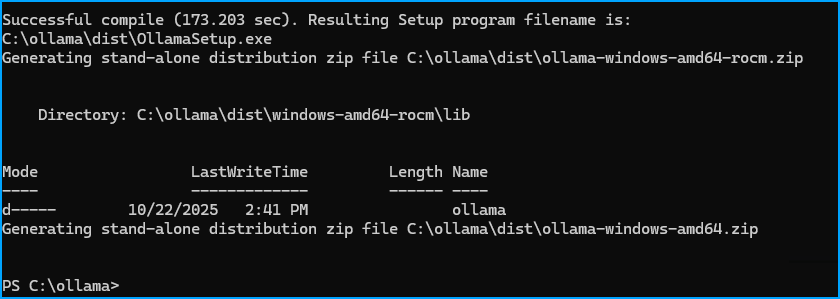 Successful compile (173.203 sec). Resulting Setup program filename is:
C:\ollama\dist\OllamaSetup.exe
Generating stand-alone distribution zip file C:\ollama\dist\ollama-windows-amd64-rocm.zip
Directory: C:\ollama\dist\windows-amd64-rocm\lib
Mode                 LastWriteTime         Length Name
----                 -------------         ------ ----
d-----        10/22/2025   2:41 PM                ollama
Generating stand-alone distribution zip file C:\ollama\dist\ollama-windows-amd64.zip
PS C:\ollama>